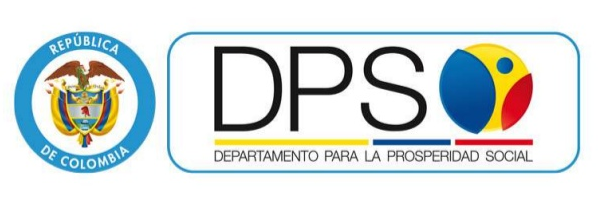 REPÚBLICA
DE COLOMBIA
DPS
DEPARTAMENTO PARA LA PROSPERIDAD SOCIAL